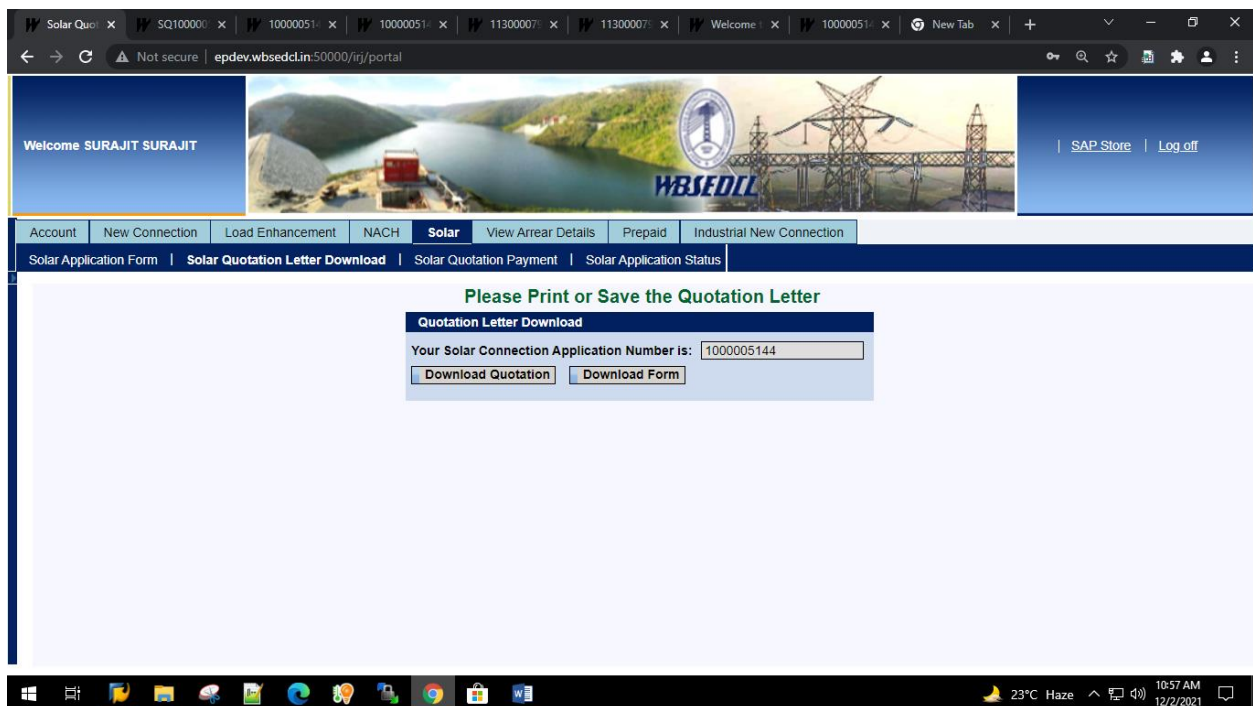 Solar Quot
SQ100000
10000051
10000051
11300007
11300007
Welcome t
10000051
New Tab
Not secure | epdev.wbsedcl.in:50000/irj/portal
Welcome SURAJIT SURAJIT
WBSEDCL
| SAP Store | Log off
Account New Connection Load Enhancement NACH Solar View Arrear Details Prepaid Industrial New Connection
Solar Application Form | Solar Quotation Letter Download | Solar Quotation Payment | Solar Application Status
Please Print or Save the Quotation Letter
Quotation Letter Download
Your Solar Connection Application Number is: 1000005144
Download Quotation Download Form
23°C Haze
10:57 AM
12/2/2021